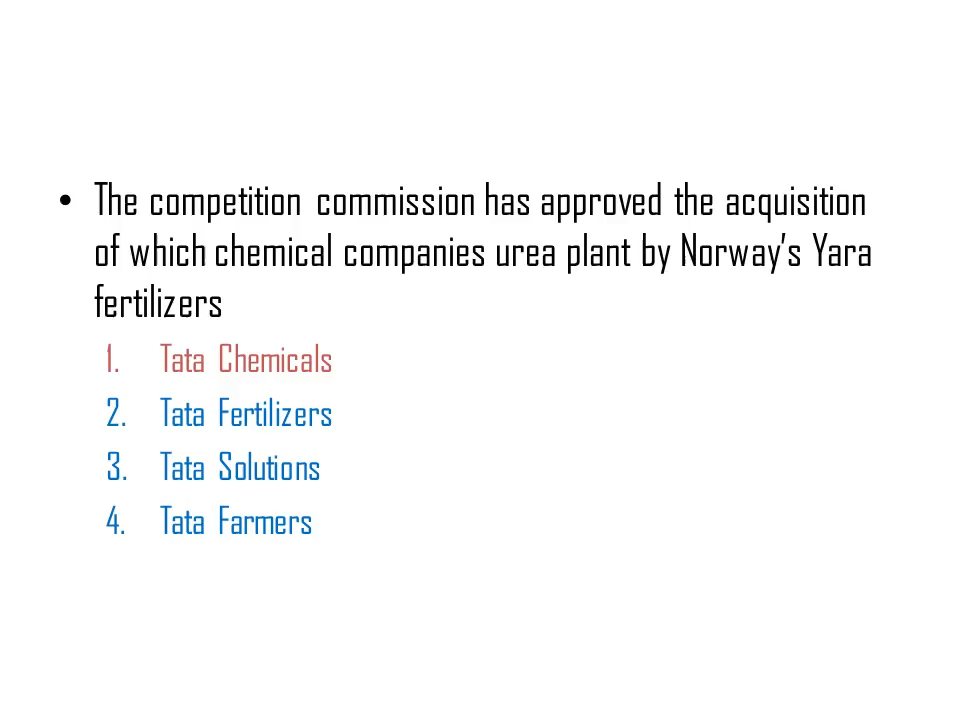 • The competition commission has approved the acquisition
of which chemical companies urea plant by Norway's Yara
fertilizers
1. Tata Chemicals
2. Tata Fertilizers
3. Tata Solutions
4. Tata Farmers